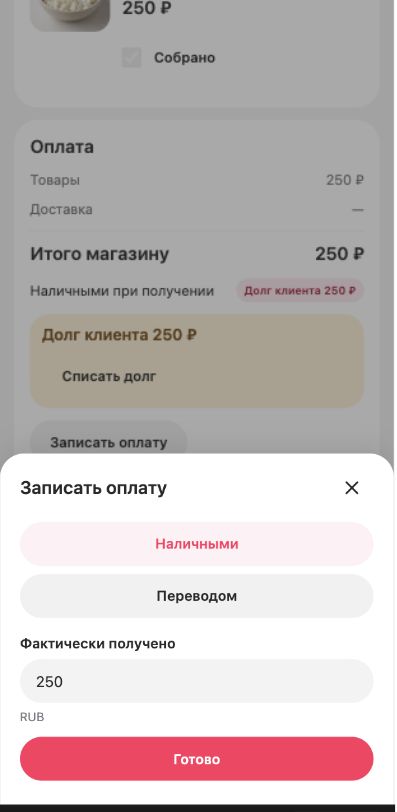 250 ₽
Собрано
Оплата
Товары 250 ₽
Доставка —
Итого магазину 250 ₽
Наличными при получении Долг клиента 250 ₽
Долг клиента 250 ₽
Списать долг
Записать оплату
Записать оплату
Наличными
Переводом
Фактически получено
250
RUB
Готово